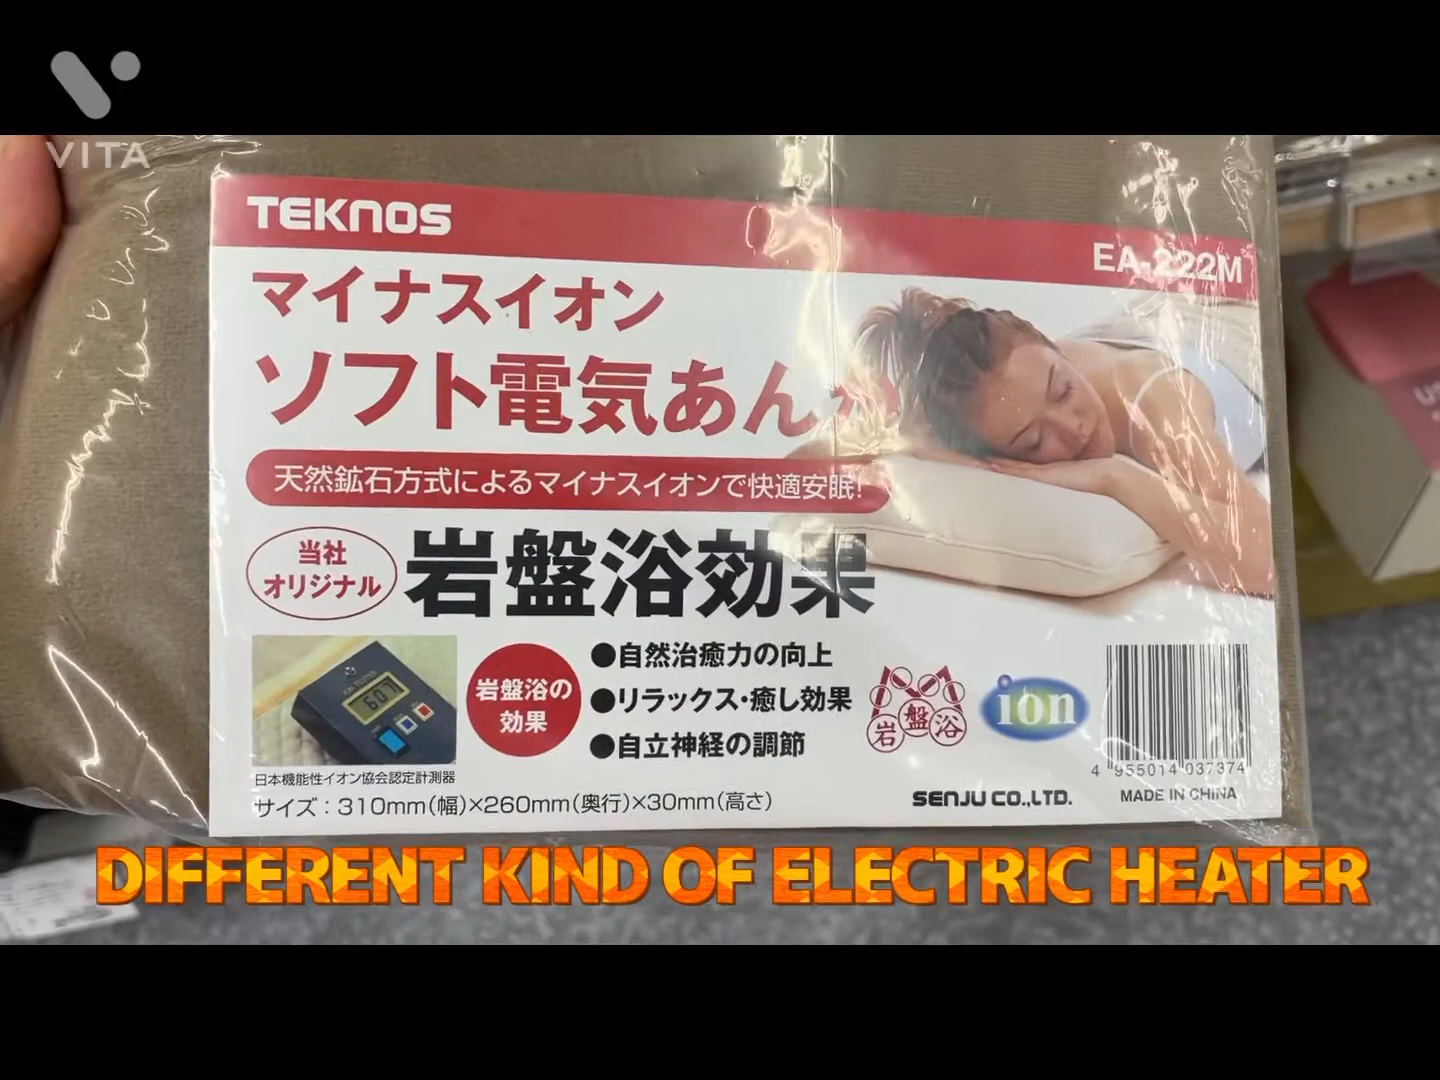 VITA
TEKNOS
EA-222M
マイナスイオン
ソフト電気あんか
天然鉱石方式によるマイナスイオンで快適安眠!
当社
オリジナル
岩盤浴効果
ION TESTER
607
岩盤浴の
効果
●自然治癒力の向上
●リラックス・癒し効果
●自立神経の調節
岩盤浴
ion
4 955014 037374
日本機能性イオン協会認定計測器
サイズ：310mm(幅)×260mm(奥行)×30mm(高さ)
SENJU CO.,LTD.
MADE IN CHINA
DIFFERENT KIND OF ELECTRIC HEATER